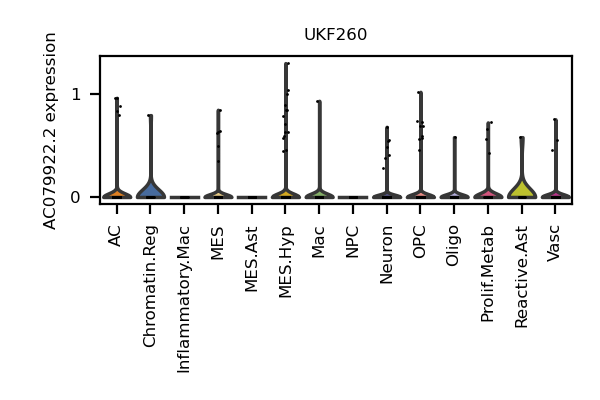 UKF260
AC079922.2 expression
1
0
AC
Chromatin.Reg
Inflammatory.Mac
MES
MES.Ast
MES.Hyp
Mac
NPC
Neuron
OPC
Oligo
Prolif.Metab
Reactive.Ast
Vasc